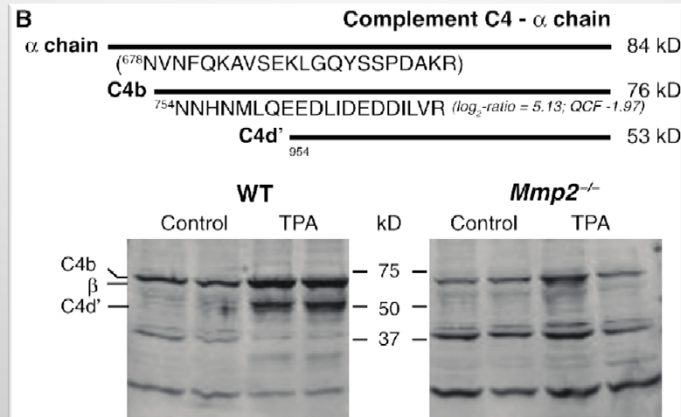 B
Complement C4 - α chain
α chain 84 kD
(⁶⁷⁸NVNFQKAVSEKLGQYSSPDAKR)
C4b 76 kD
⁷⁵⁴NNHNMLQEEDLIDEDDILVR (log₂-ratio = 5.13; QCF -1.97)
C4d' 53 kD
954
WT Mmp2⁻/⁻
Control TPA kD Control TPA
C4b
75
β
C4d' 50
37